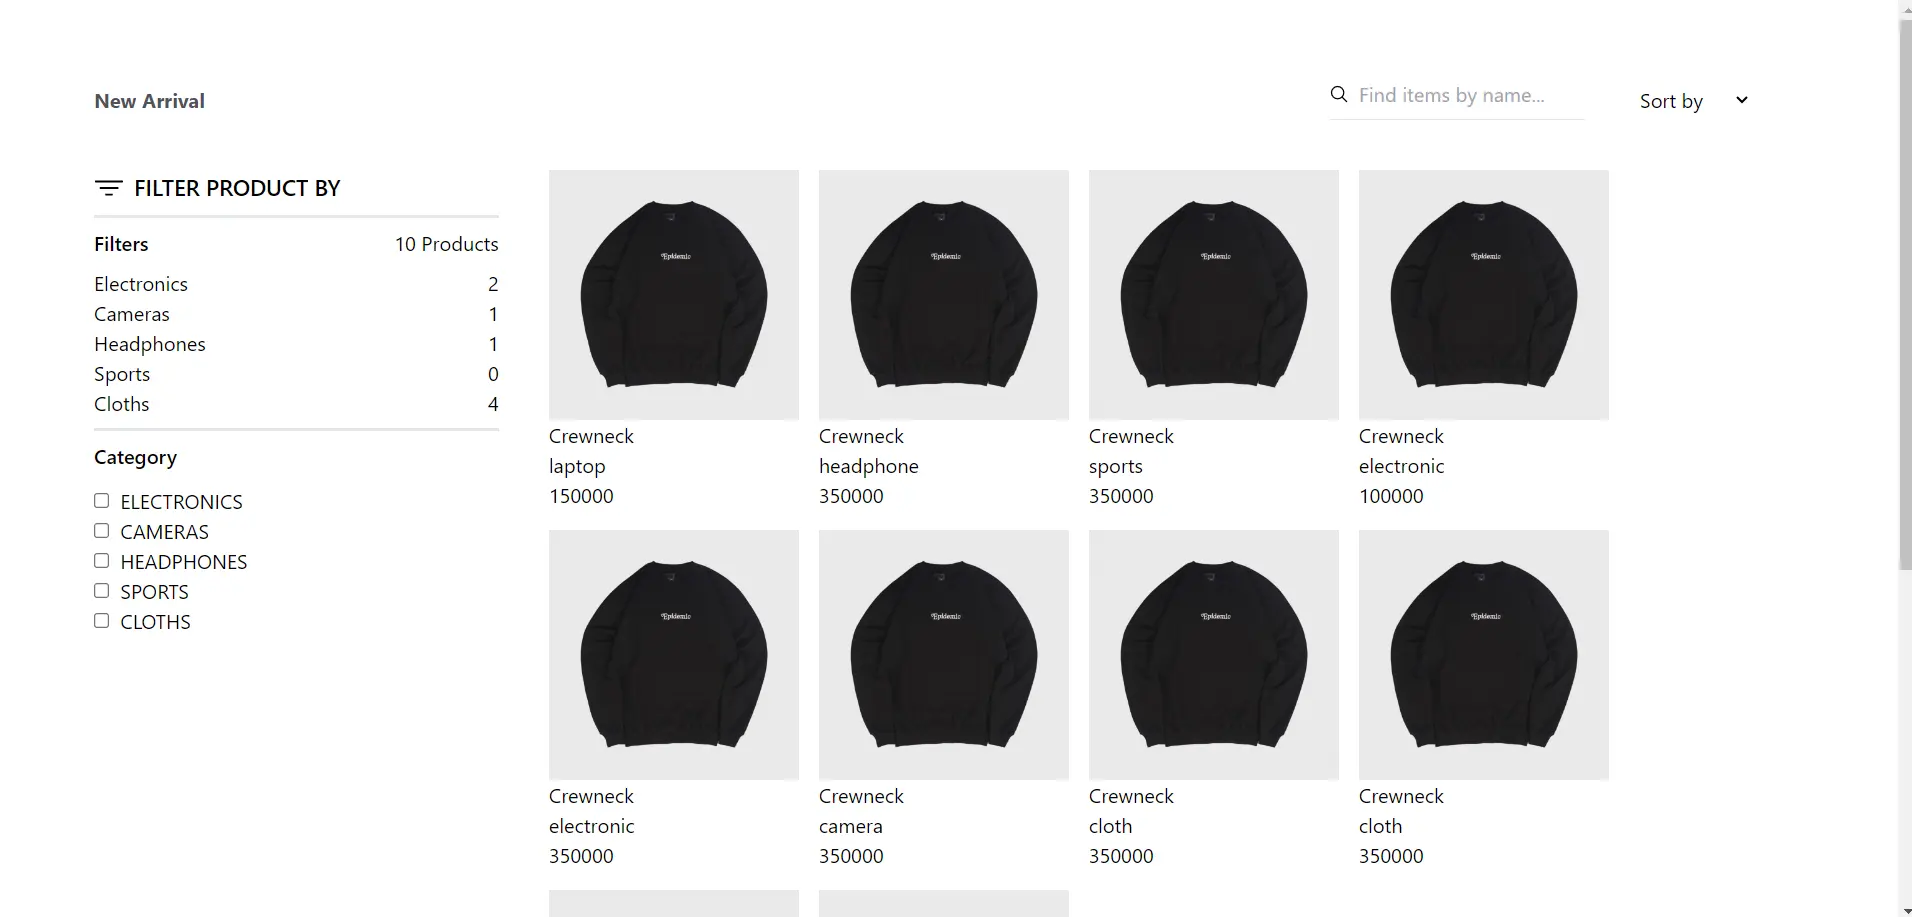 New Arrival
Find items by name...
Sort by
FILTER PRODUCT BY
Filters
10 Products
Electronics 2
Cameras 1
Headphones 1
Sports 0
Cloths 4
Category
ELECTRONICS
CAMERAS
HEADPHONES
SPORTS
CLOTHS
Epidemic
Crewneck
laptop
150000
Epidemic
Crewneck
headphone
350000
Epidemic
Crewneck
sports
350000
Epidemic
Crewneck
electronic
100000
Epidemic
Crewneck
electronic
350000
Epidemic
Crewneck
camera
350000
Epidemic
Crewneck
cloth
350000
Epidemic
Crewneck
cloth
350000